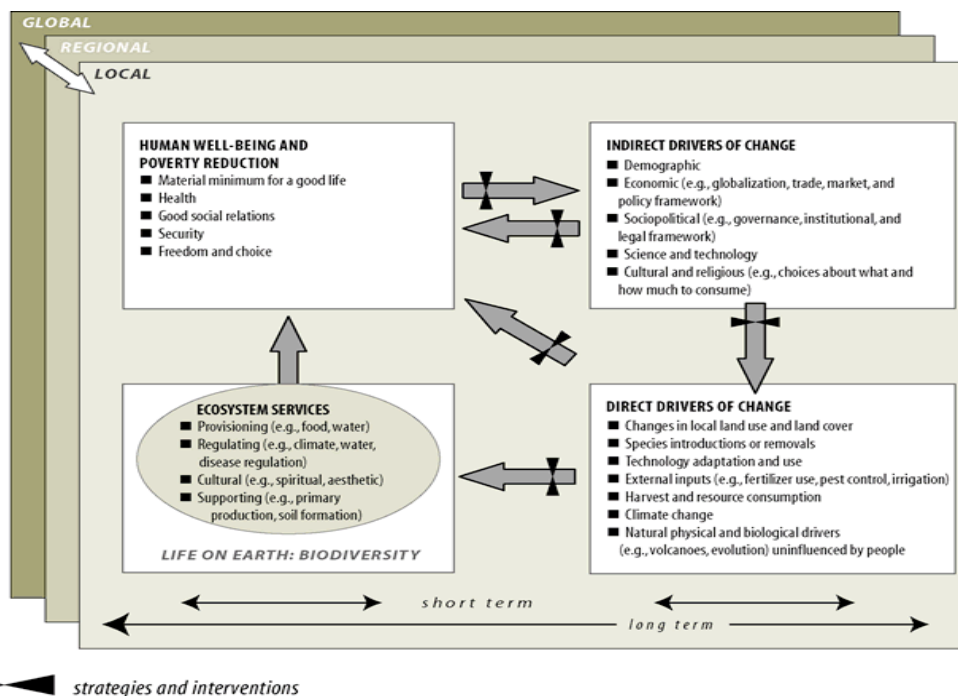 GLOBAL
REGIONAL
LOCAL
HUMAN WELL-BEING AND
POVERTY REDUCTION
■ Material minimum for a good life
■ Health
■ Good social relations
■ Security
■ Freedom and choice
INDIRECT DRIVERS OF CHANGE
■ Demographic
■ Economic (e.g., globalization, trade, market, and
policy framework)
■ Sociopolitical (e.g., governance, institutional, and
legal framework)
■ Science and technology
■ Cultural and religious (e.g., choices about what and
how much to consume)
ECOSYSTEM SERVICES
■ Provisioning (e.g., food, water)
■ Regulating (e.g., climate, water,
disease regulation)
■ Cultural (e.g., spiritual, aesthetic)
■ Supporting (e.g., primary
production, soil formation)
LIFE ON EARTH: BIODIVERSITY
DIRECT DRIVERS OF CHANGE
■ Changes in local land use and land cover
■ Species introductions or removals
■ Technology adaptation and use
■ External inputs (e.g., fertilizer use, pest control, irrigation)
■ Harvest and resource consumption
■ Climate change
■ Natural physical and biological drivers
(e.g., volcanoes, evolution) uninfluenced by people
short term
long term
strategies and interventions